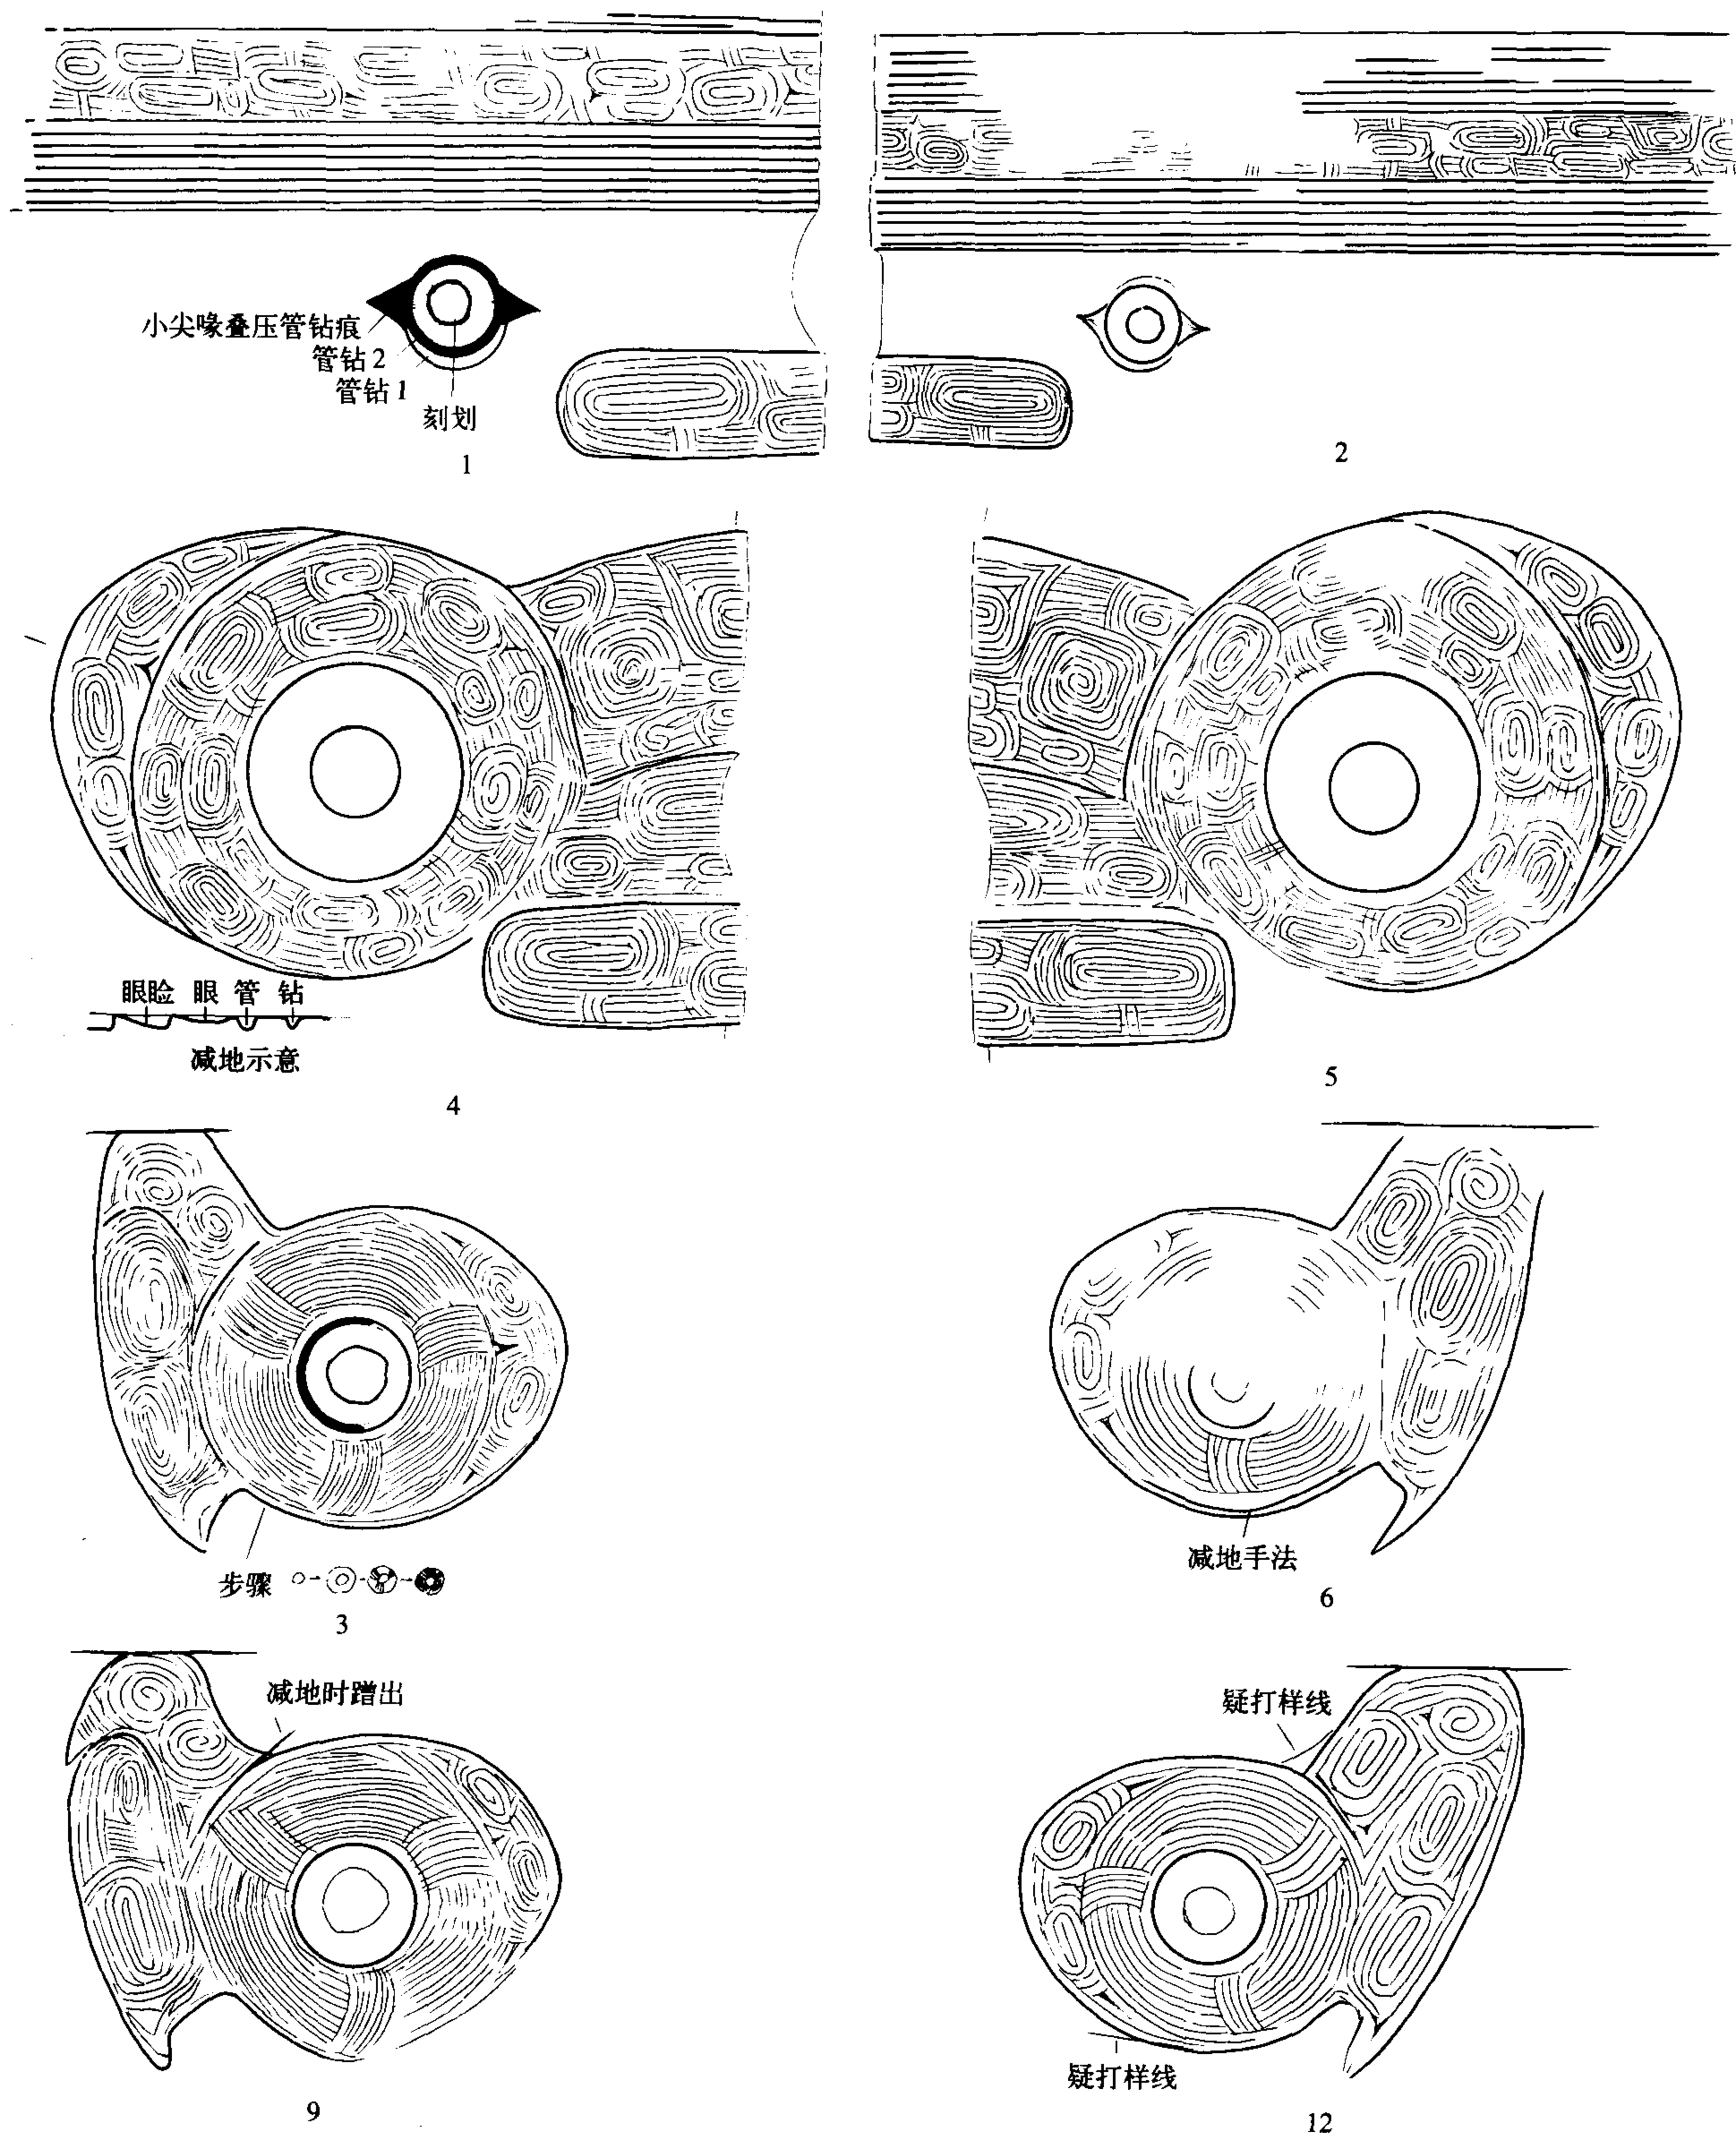 小尖喙叠压管钻痕
管钻2
管钻1
刻划
1
2
眼睑 眼 管 钻
减地示意
4
5
步骤
3
减地手法
6
减地时蹭出
9
疑打样线
疑打样线
12